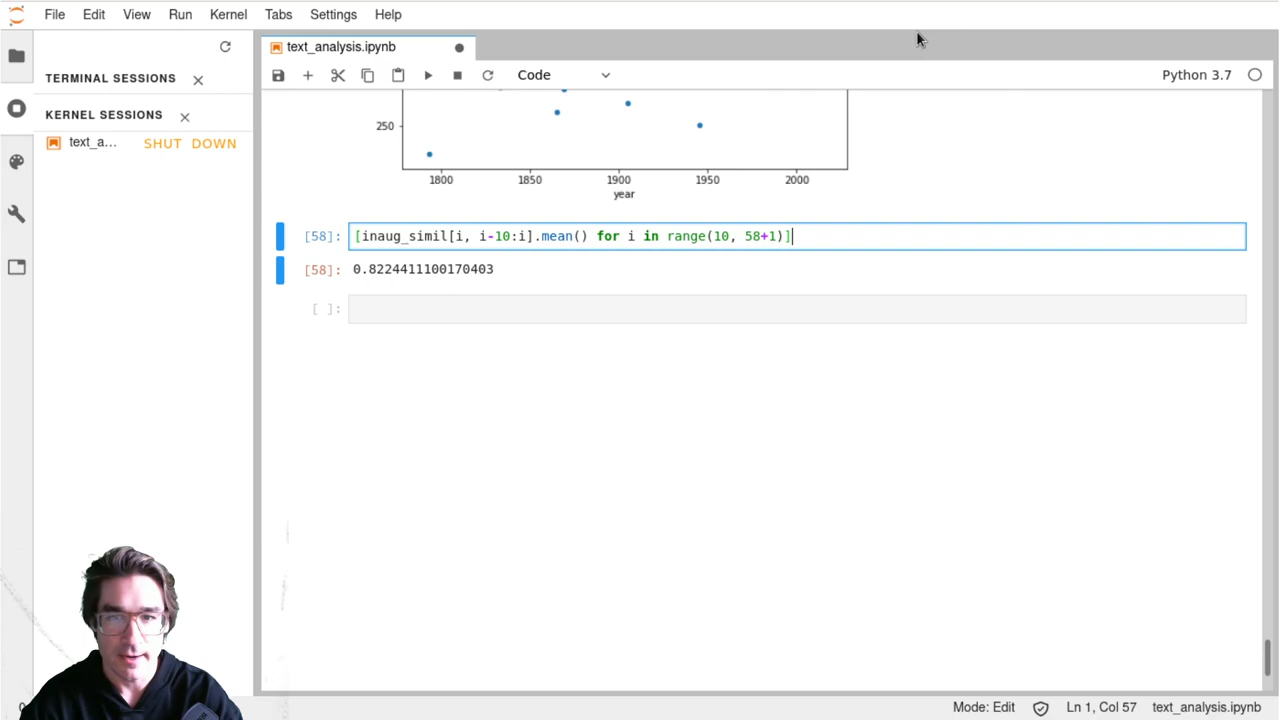 File Edit View Run Kernel Tabs Settings Help
TERMINAL SESSIONS
KERNEL SESSIONS
text_a... SHUT DOWN
text_analysis.ipynb
Code
Python 3.7
250
1800 1850 1900 1950 2000
year
[58]: [inaug_simil[i, i-10:i].mean() for i in range(10, 58+1)]
[58]: 0.8224411100170403
[ ]:
Mode: Edit Ln 1, Col 57 text_analysis.ipynb